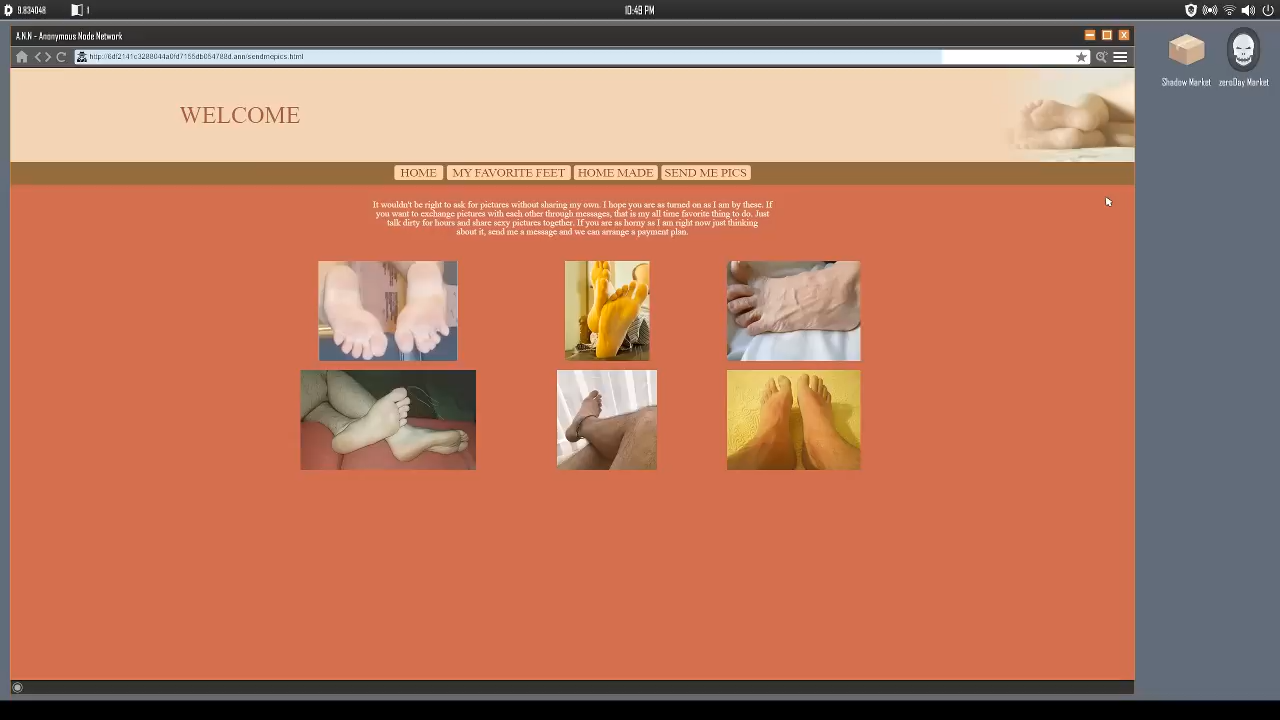 9.834048
1
10:49 PM
A.N.N - Anonymous Node Network
Shadow Market
zeroDay Market
WELCOME
HOME
MY FAVORITE FEET
HOME MADE
SEND ME PICS
It wouldn't be right to ask for pictures without sharing my own. I hope you are as turned on as I am by these. If
you want to exchange pictures with each other through messages, that is my all time favorite thing to do. Just
talk dirty for hours and share sexy pictures together. If you are as horny as I am right now just thinking
about it, send me a message and we can arrange a payment plan.